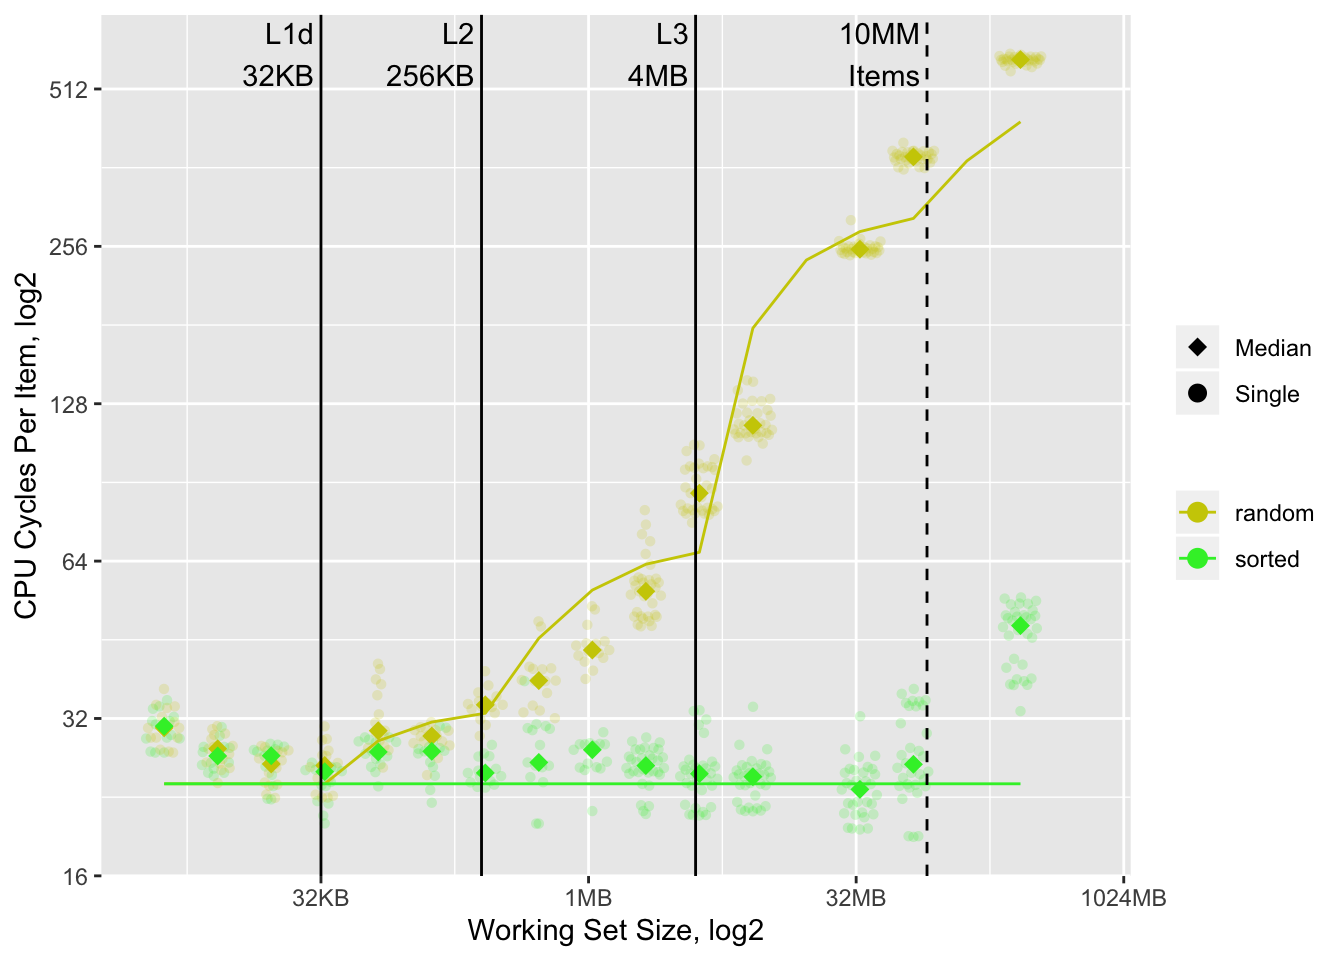 L1d
32KB
L2
256KB
L3
4MB
10MM
Items
512
256
128
64
32
16
CPU Cycles Per Item, log2
32KB
1MB
32MB
1024MB
Working Set Size, log2
Median
Single
random
sorted